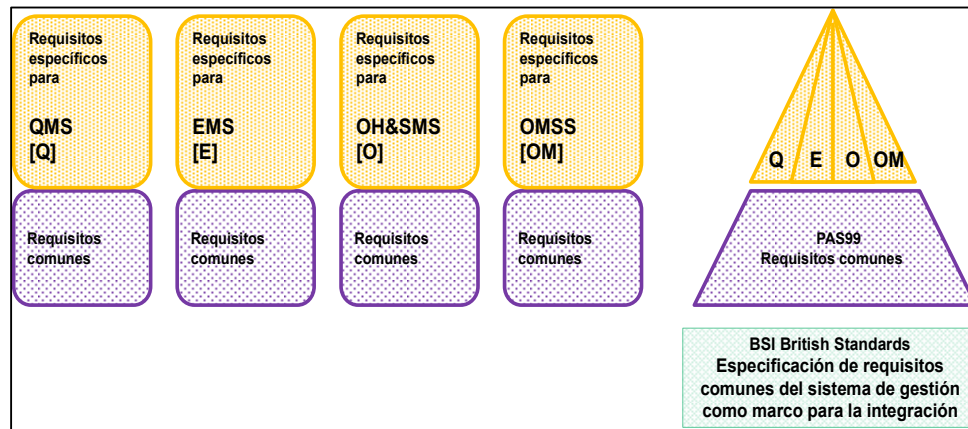 Requisitos
específicos
para
QMS
[Q]
Requisitos
comunes
Requisitos
específicos
para
EMS
[E]
Requisitos
comunes
Requisitos
específicos
para
OH&SMS
[O]
Requisitos
comunes
Requisitos
específicos
para
OMSS
[OM]
Requisitos
comunes
Q E O OM
PAS99
Requisitos comunes
BSI British Standards
Especificación de requisitos
comunes del sistema de gestión
como marco para la integración